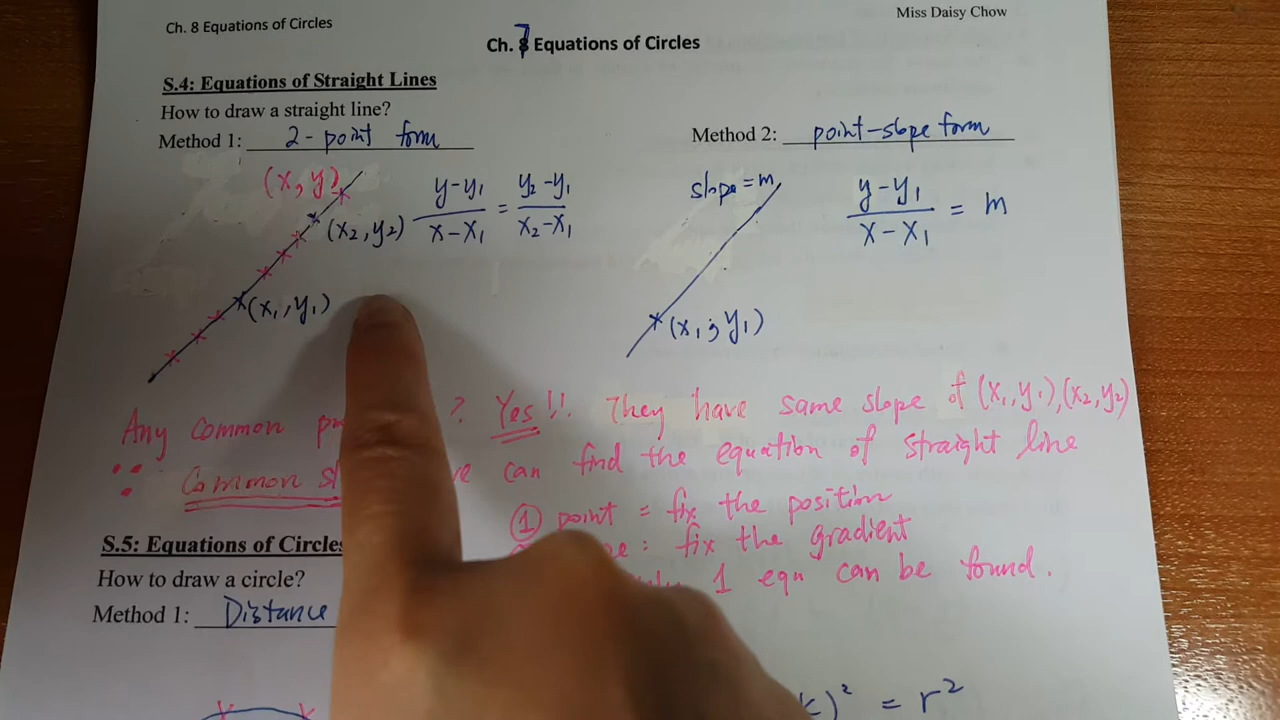 Ch. 8 Equations of Circles
Miss Daisy Chow
Ch. 7 Equations of Circles
S.4: Equations of Straight Lines
How to draw a straight line?
Method 1: 2-point form
Method 2: point-slope form
(x, y)
(x₂, y₂)
(x₁, y₁)
y-y₁ / x-x₁ = y₂-y₁ / x₂-x₁
slope = m
(x₁, y₁)
y-y₁ / x-x₁ = m
Any common ? Yes!! They have same slope of (x₁, y₁), (x₂, y₂)
∵ Common can find the equation of straight line
① point = fix the position
: fix the gradient
1 eqn can be found.
S.5: Equations of Circles
How to draw a circle?
Method 1: Distance
)² = r²